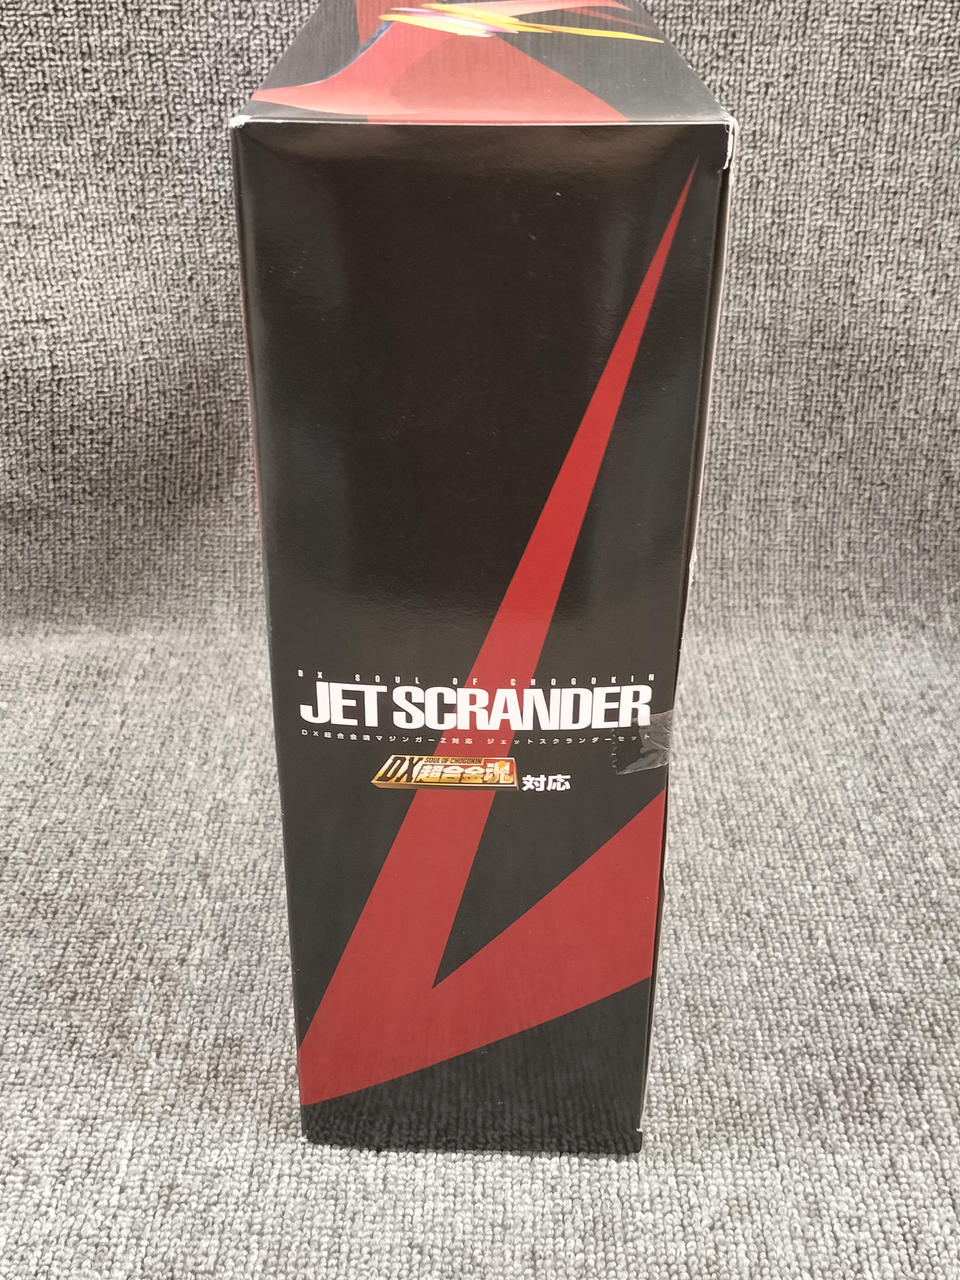 DX SOUL OF CHOGOKIN
JET SCRANDER
DX超合金魂マジンガーZ対応 ジェットスクランダーセット
SOUL OF CHOGOKIN
DX超合金魂 対応